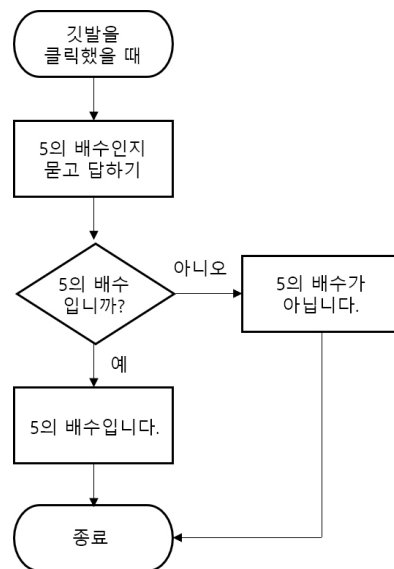 깃발을
클릭했을 때
5의 배수인지
묻고 답하기
5의 배수
입니까?
아니오
5의 배수가
아닙니다.
예
5의 배수입니다.
종료